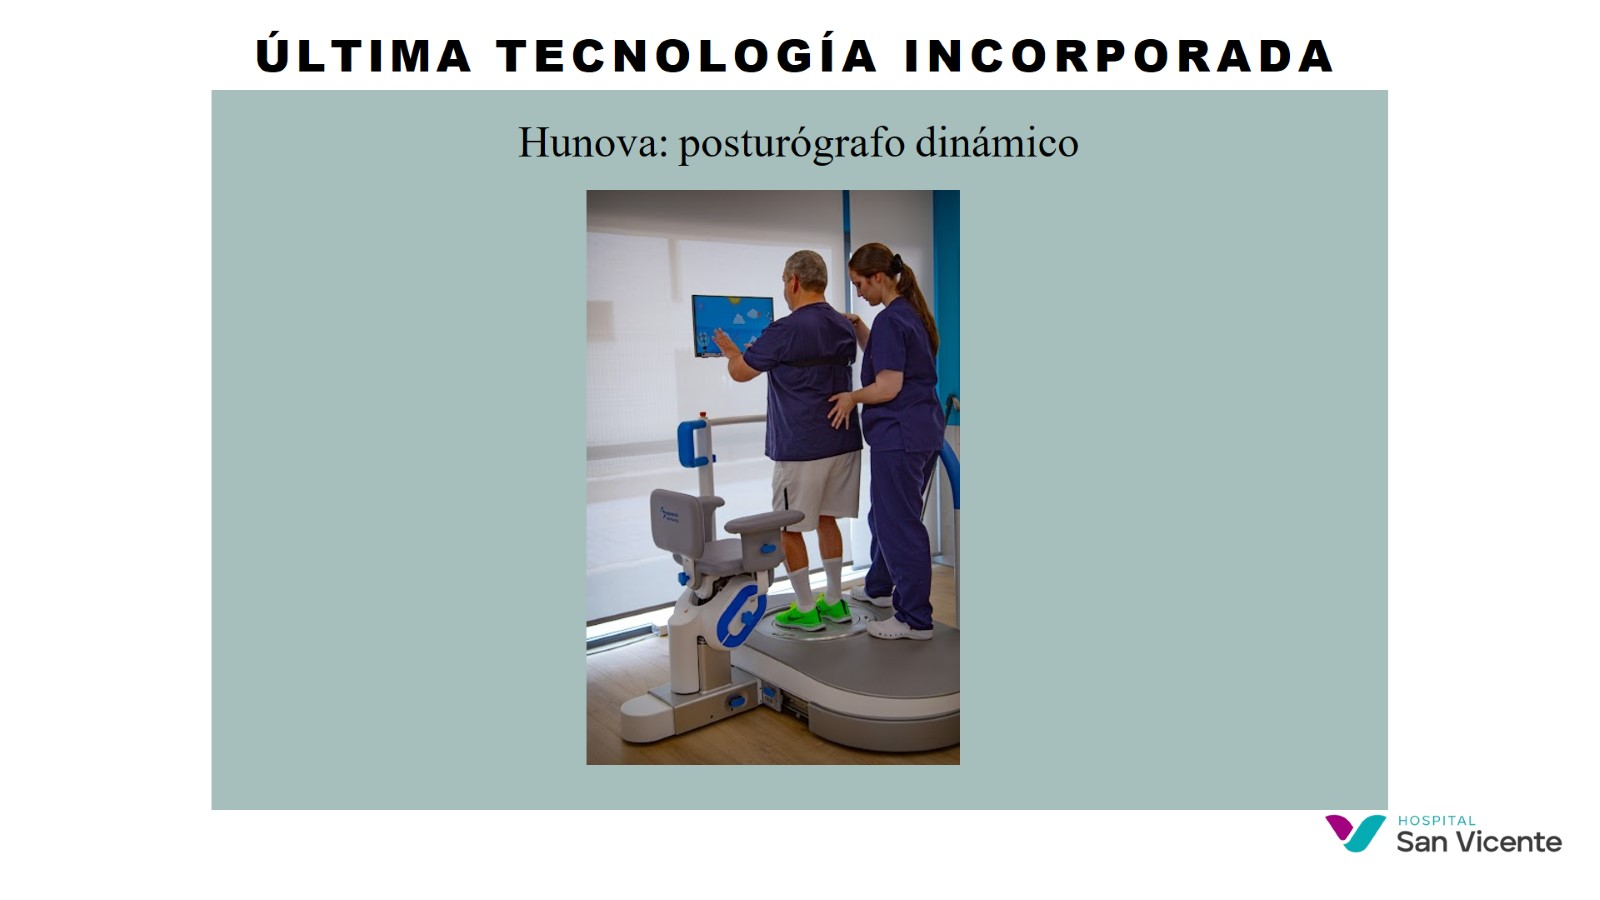 ÚLTIMA TECNOLOGÍA INCORPORADA
Hunova: posturógrafo dinámico
HOSPITAL
San Vicente